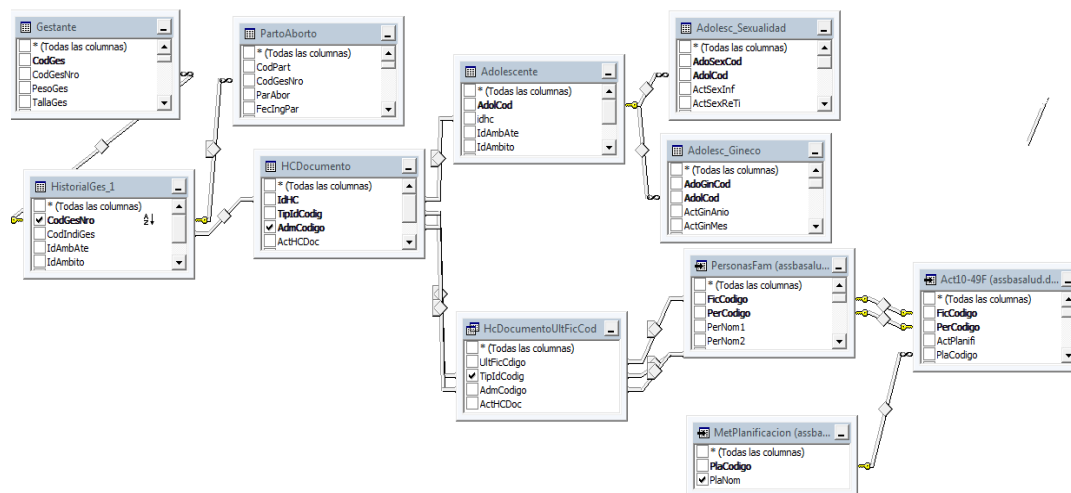 Gestante
* (Todas las columnas)
CodGes
CodGesNro
PesoGes
TallaGes
PartoAborto
* (Todas las columnas)
CodPart
CodGesNro
ParAbor
FecIngPar
Adolescente
* (Todas las columnas)
AdolCod
idhc
IdAmbAte
IdAmbito
Adolesc_Sexualidad
* (Todas las columnas)
AdoSexCod
AdolCod
ActSexInf
ActSexReTi
Adolesc_Gineco
* (Todas las columnas)
AdoGinCod
AdolCod
ActGinAnio
ActGinMes
HistorialGes_1
* (Todas las columnas)
CodGesNro
CodIndiGes
IdAmbAte
IdAmbito
HCDocumento
* (Todas las columnas)
IdHC
TipIdCodig
AdmCodigo
ActHCDoc
HcDocumentoUltFicCod
* (Todas las columnas)
UltFicCdigo
TipIdCodig
AdmCodigo
ActHCDoc
PersonasFam (assbasalu...
* (Todas las columnas)
FicCodigo
PerCodigo
PerNom1
PerNom2
Act10-49F (assbasalud.d...
* (Todas las columnas)
FicCodigo
PerCodigo
ActPlanifi
PlaCodigo
MetPlanificacion (assba...
* (Todas las columnas)
PlaCodigo
PlaNom